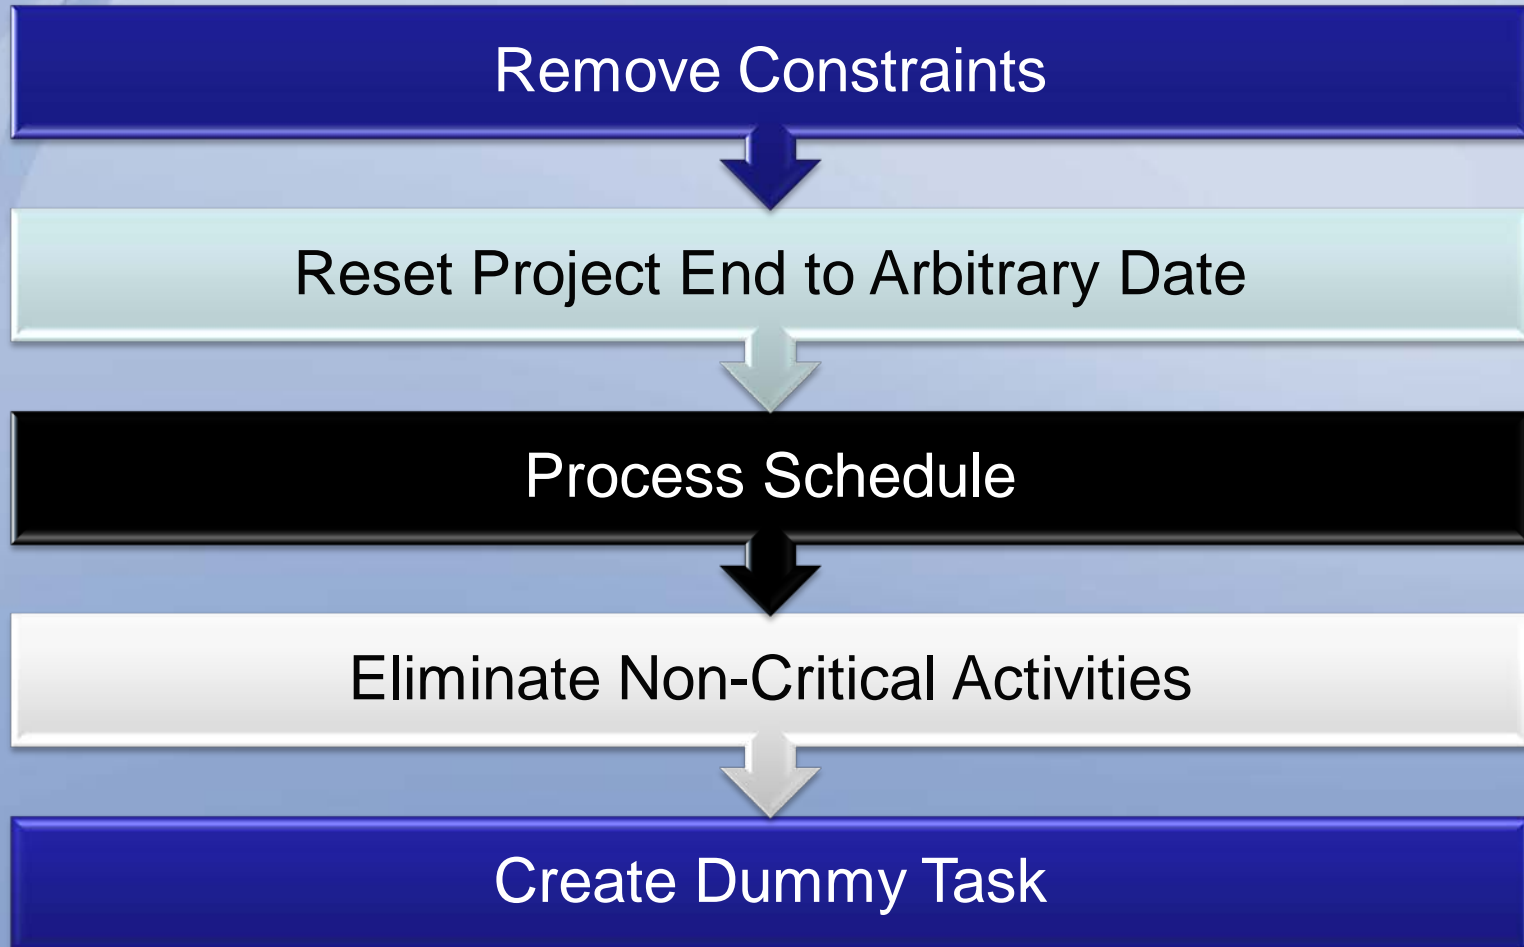 Remove Constraints
Reset Project End to Arbitrary Date
Process Schedule
Eliminate Non-Critical Activities
Create Dummy Task